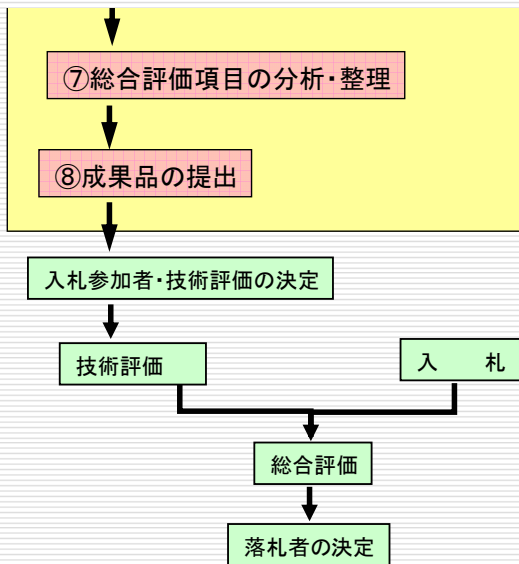 ⑦総合評価項目の分析・整理
⑧成果品の提出
入札参加者・技術評価の決定
技術評価
入　札
総合評価
落札者の決定